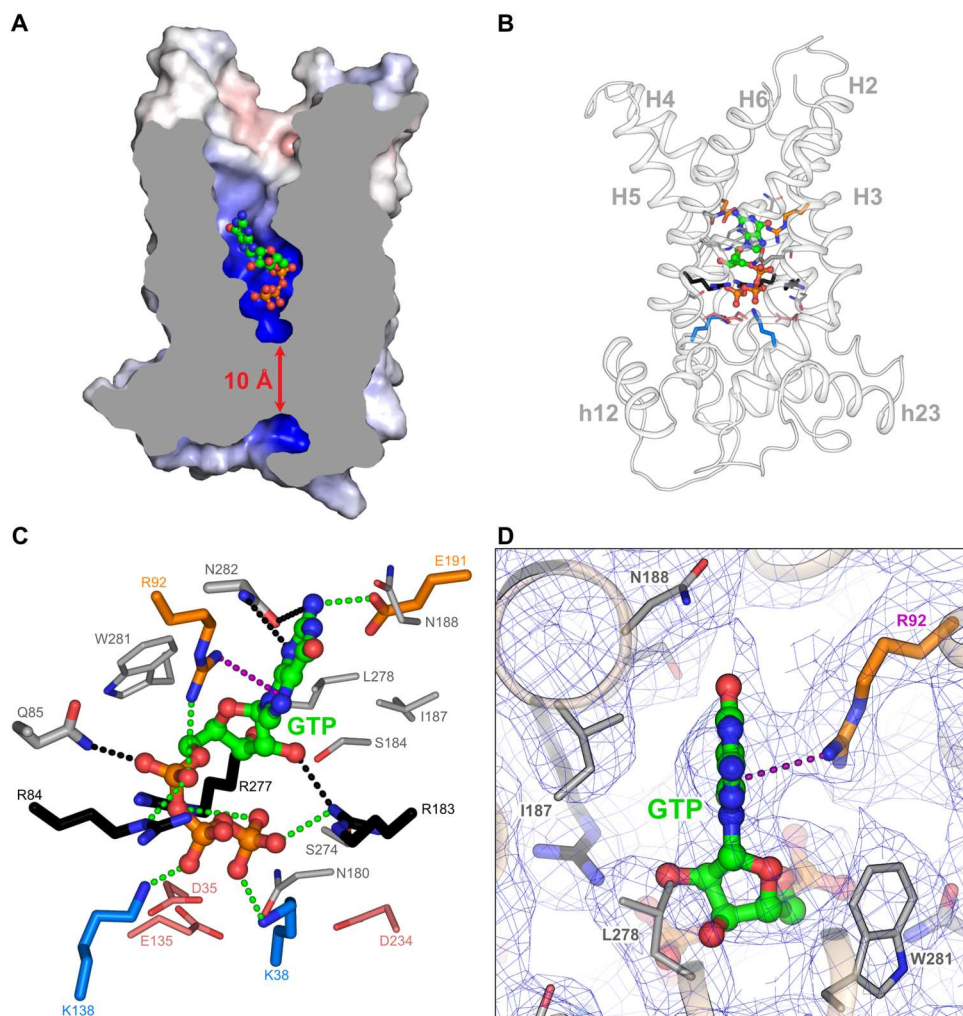 A
10 Å
B
H4
H6
H2
H5
H3
h12
h23
C
N282
E191
R92
N188
W281
L278
I187
Q85
GTP
S184
R277
R84
R183
S274
N180
D35
E135
D234
K138
K38
D
N188
R92
I187
GTP
L278
W281